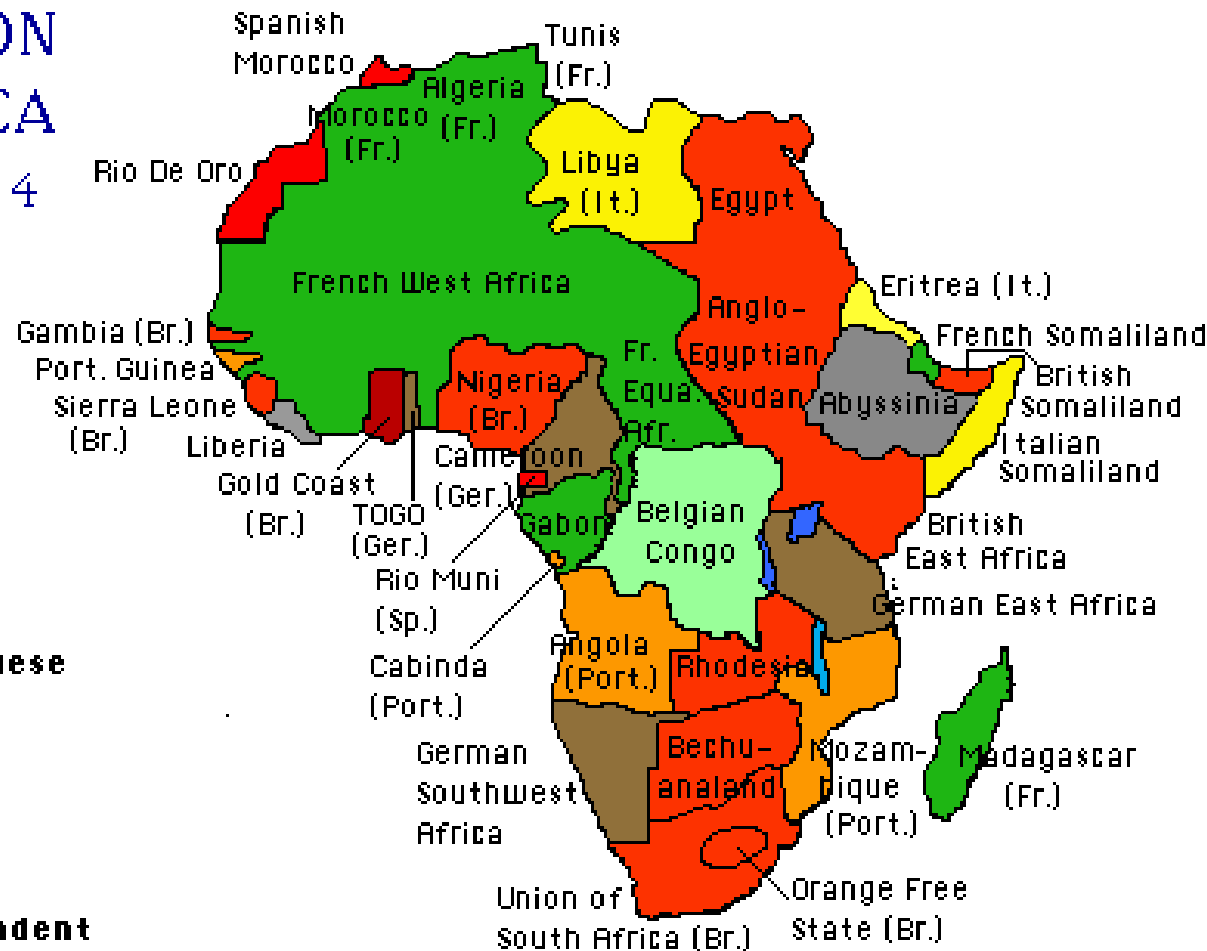 ON
CA
4
Spanish
Morocco
Tunis
(Fr.)
Algeria
(Fr.)
Morocco
(Fr.)
Rio De Oro
Libya
(It.)
Egypt
French West Africa
Eritrea (It.)
Anglo-
Egyptian
Sudan
French Somaliland
British
Somaliland
Gambia (Br.)
Port. Guinea
Sierra Leone
(Br.)
Liberia
Gold Coast
(Br.)
TOGO
(Ger.)
Nigeria
(Br.)
Fr.
Equa.
Afr.
Abyssinia
Italian
Somaliland
Cameroon
(Ger.)
Gabon
Belgian
Congo
British
East Africa
Rio Muni
(Sp.)
German East Africa
Cabinda
(Port.)
Angola
(Port.)
Rhodesia
uese
German
Southwest
Africa
Bechu-
analand
Mozam-
bique
(Port.)
Madagascar
(Fr.)
Union of
South Africa (Br.)
Orange Free
State (Br.)
ndent